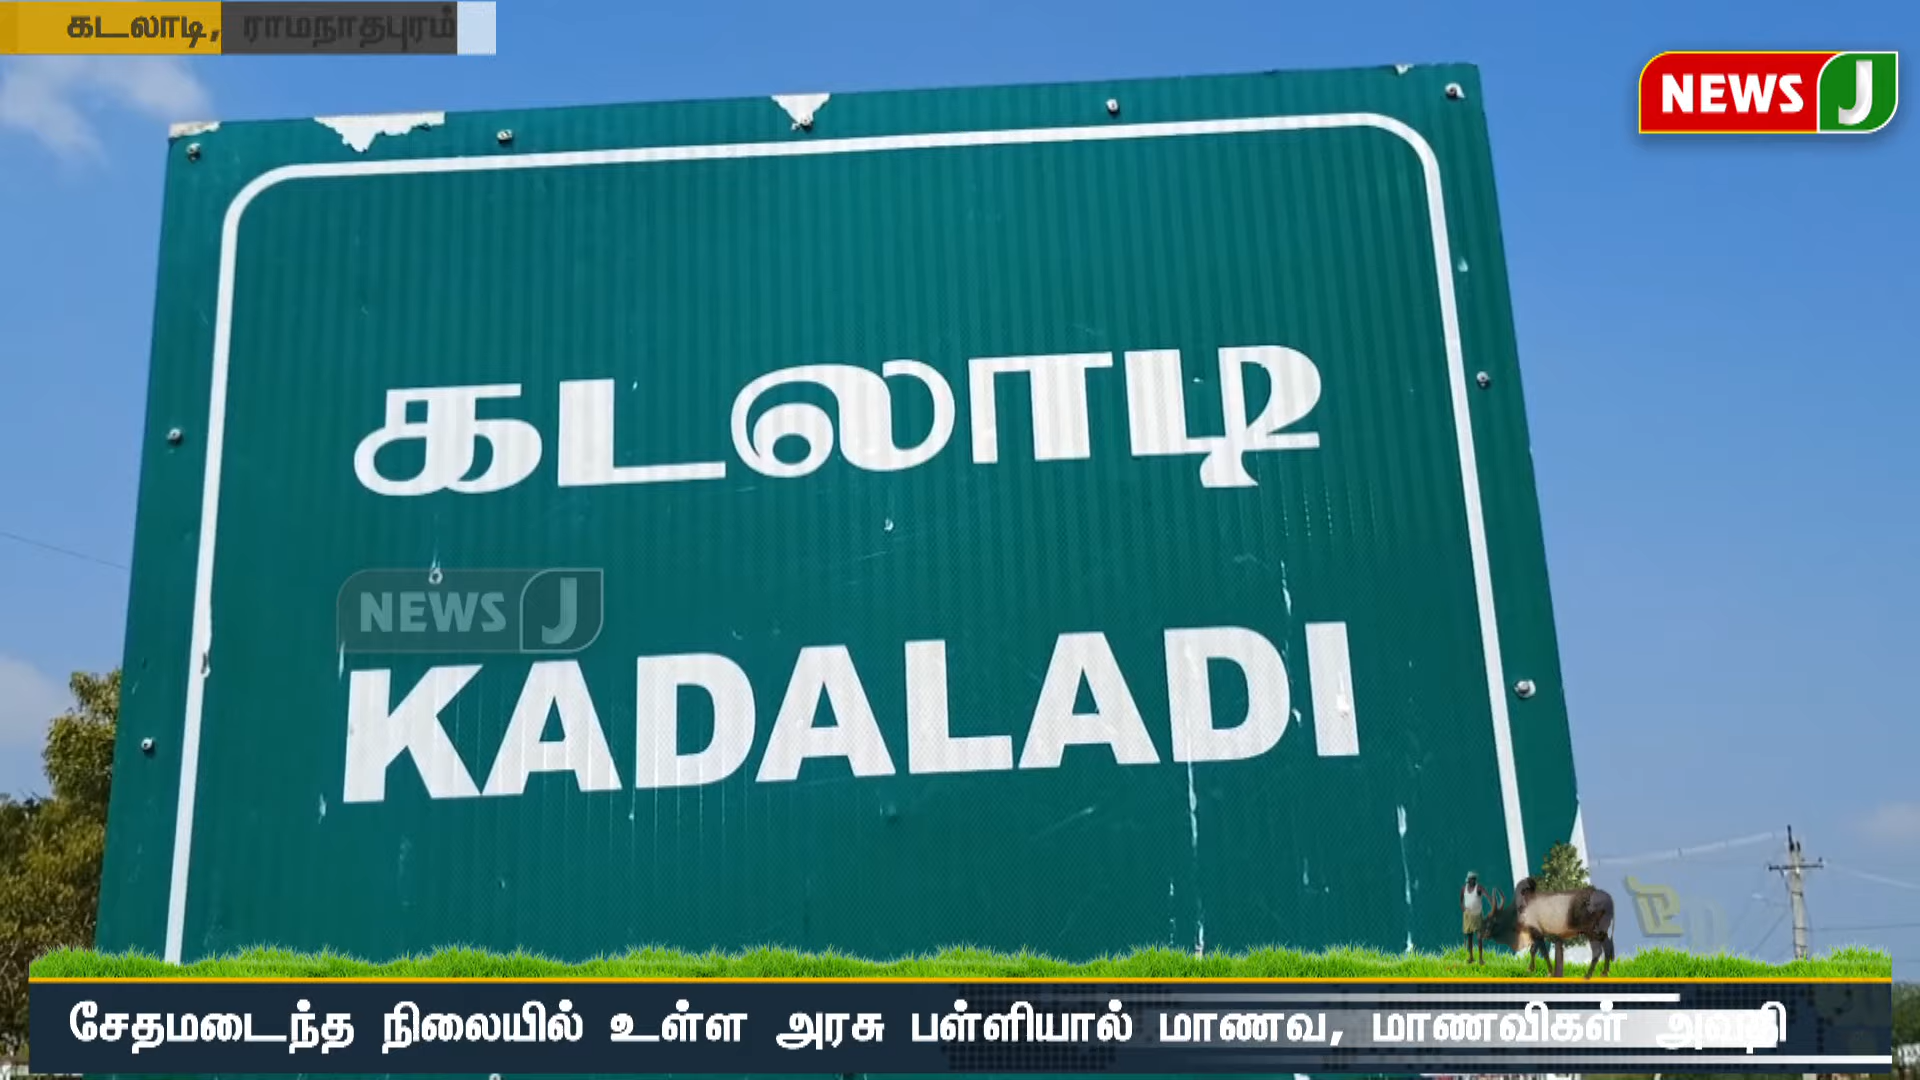 கடலாடி, ராமநாதபுரம்
NEWS J
கடலாடி
NEWS J
KADALADI
சேதமடைந்த நிலையில் உள்ள அரசு பள்ளியால் மாணவ, மாணவிகள் அவதி